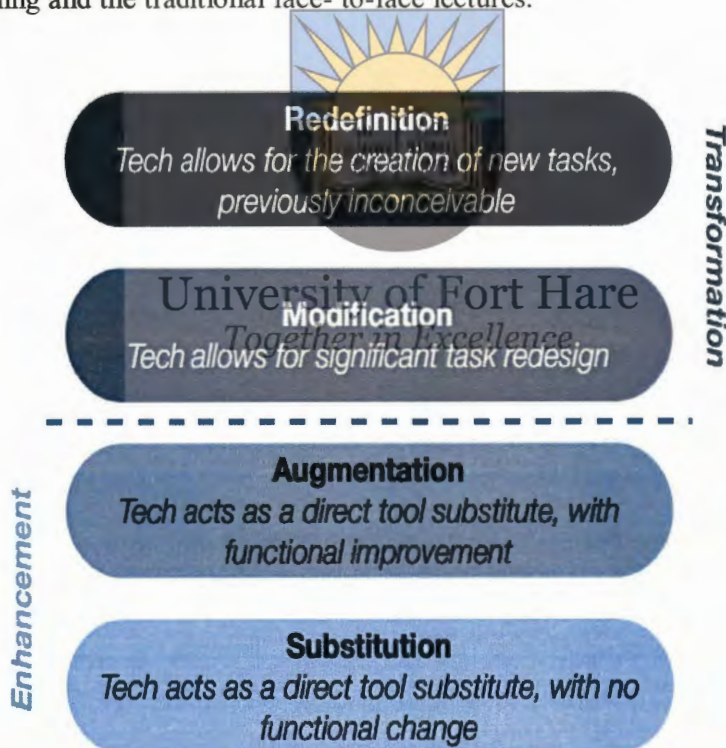 and the traditional face- to-face lectures.
Redefinition
Tech allows for the creation of new tasks,
previously inconceivable
Transformation
University of Fort Hare
Together in Excellence
Modification
Tech allows for significant task redesign
Enhancement
Augmentation
Tech acts as a direct tool substitute, with
functional improvement
Substitution
Tech acts as a direct tool substitute, with no
functional change